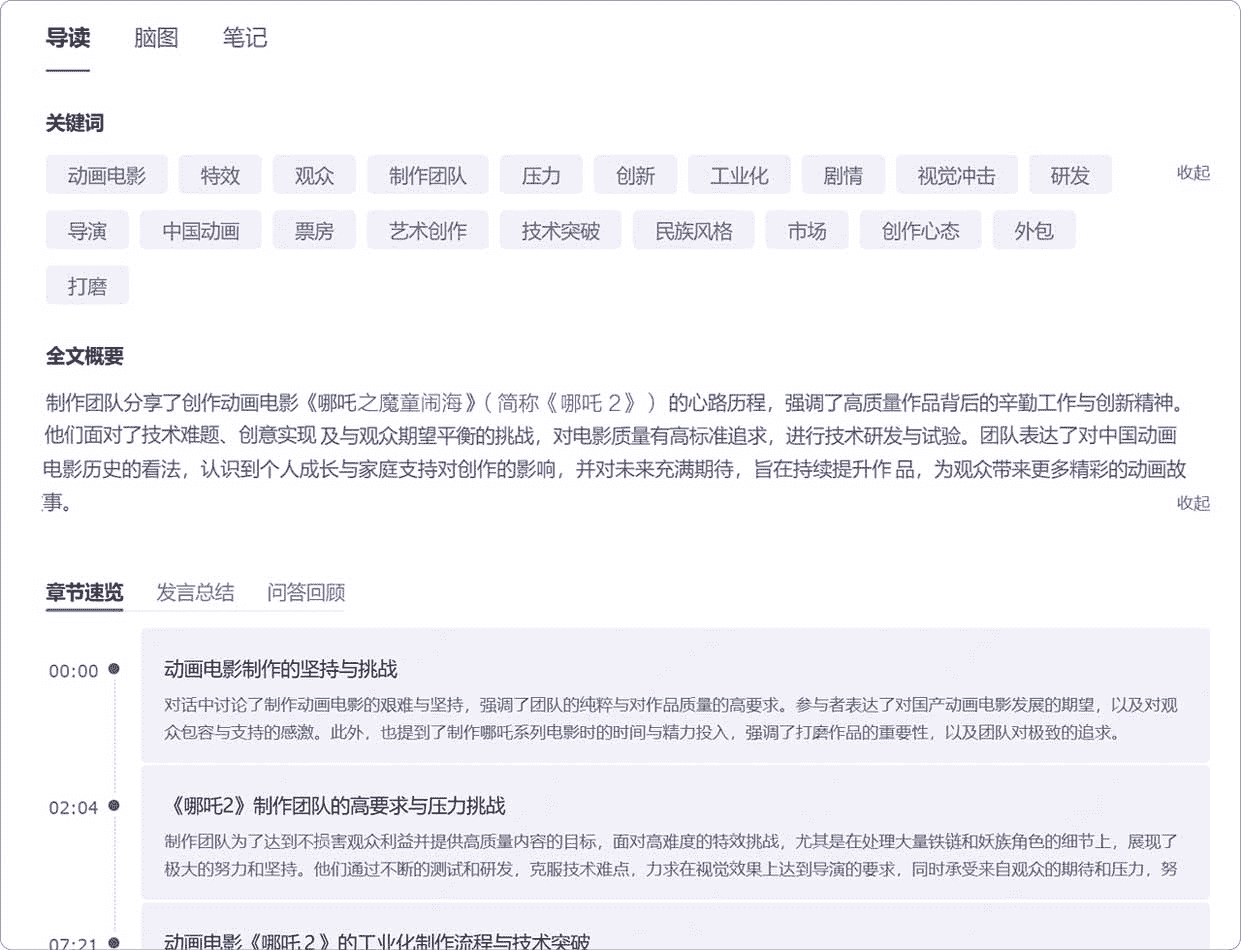 导读 脑图 笔记
关键词
动画电影 特效 观众 制作团队 压力 创新 工业化 剧情 视觉冲击 研发 收起
导演 中国动画 票房 艺术创作 技术突破 民族风格 市场 创作心态 外包
打磨
全文概要
制作团队分享了创作动画电影《哪吒之魔童闹海》（简称《哪吒２》）的心路历程，强调了高质量作品背后的辛勤工作与创新精神。
他们面对了技术难题、创意实现及与观众期望平衡的挑战，对电影质量有高标准追求，进行技术研发与试验。团队表达了对中国动画
电影历史的看法，认识到个人成长与家庭支持对创作的影响，并对未来充满期待，旨在持续提升作品，为观众带来更多精彩的动画故
事。 收起
章节速览 发言总结 问答回顾
00:00 动画电影制作的坚持与挑战
对话中讨论了制作动画电影的艰难与坚持，强调了团队的纯粹与对作品质量的高要求。参与者表达了对国产动画电影发展的期望，以及对观
众包容与支持的感激。此外，也提到了制作哪吒系列电影时的时间与精力投入，强调了打磨作品的重要性，以及团队对极致的追求。
02:04 《哪吒2》制作团队的高要求与压力挑战
制作团队为了达到不损害观众利益并提供高质量内容的目标，面对高难度的特效挑战，尤其是在处理大量铁链和妖族角色的细节上，展现了
极大的努力和坚持。他们通过不断的测试和研发，克服技术难点，力求在视觉效果上达到导演的要求，同时承受来自观众的期待和压力，努
07:21 动画电影《哪吒２》的工业化制作流程与技术突破